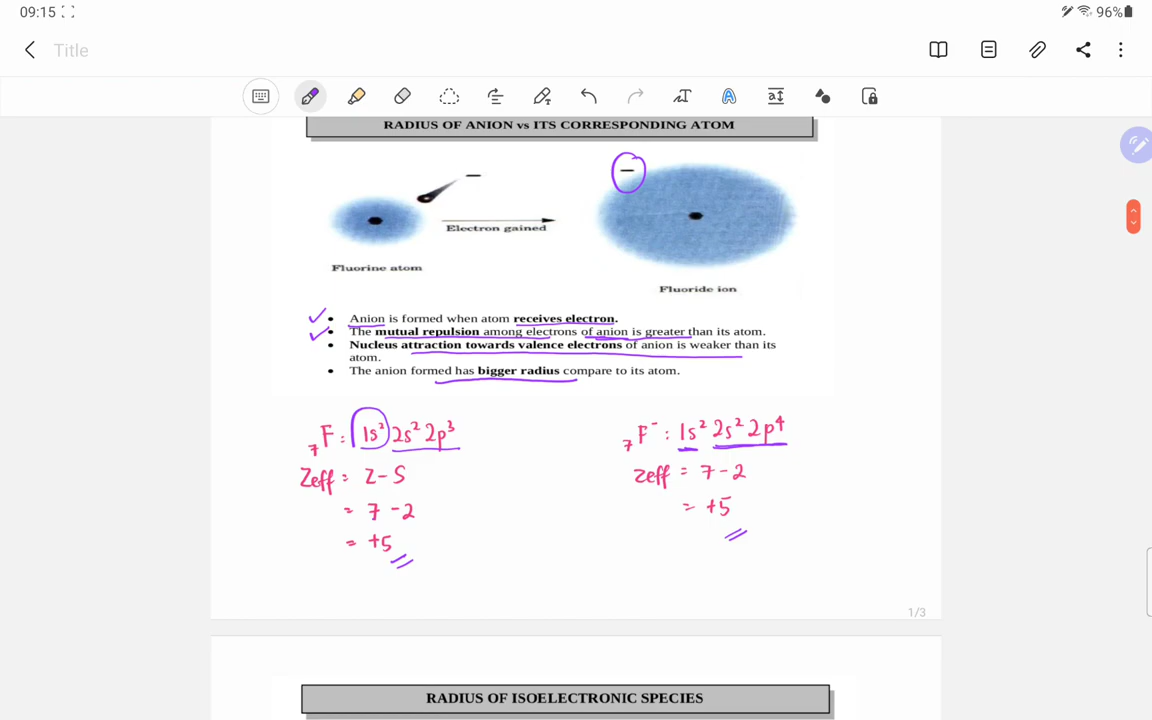 09:15
96%
Title
RADIUS OF ANION vs ITS CORRESPONDING ATOM
Electron gained
Fluorine atom
Fluoride ion
• Anion is formed when atom receives electron.
• The mutual repulsion among electrons of anion is greater than its atom.
• Nucleus attraction towards valence electrons of anion is weaker than its
atom.
• The anion formed has bigger radius compare to its atom.
₇F : 1s² 2s² 2p³
Zeff = Z - S
= 7 - 2
= +5
₇F⁻ : 1s² 2s² 2p⁴
Zeff = 7 - 2
= +5
1/3
RADIUS OF ISOELECTRONIC SPECIES